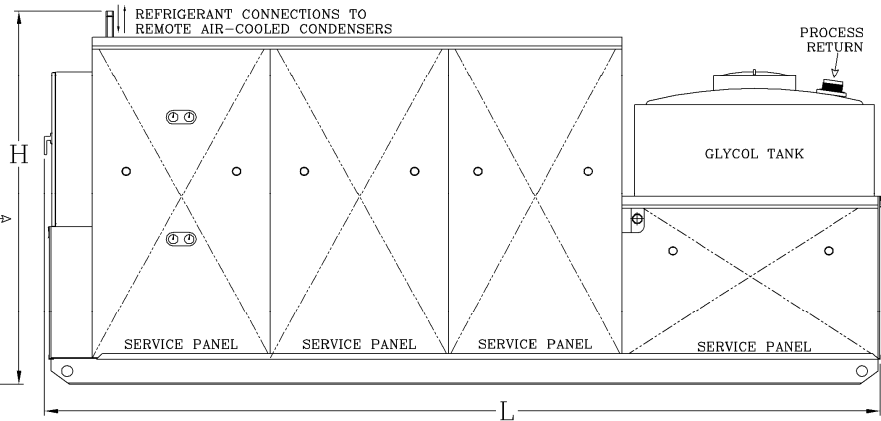 REFRIGERANT CONNECTIONS TO
REMOTE AIR-COOLED CONDENSERS
PROCESS
RETURN
H
GLYCOL TANK
SERVICE PANEL
SERVICE PANEL
SERVICE PANEL
SERVICE PANEL
L